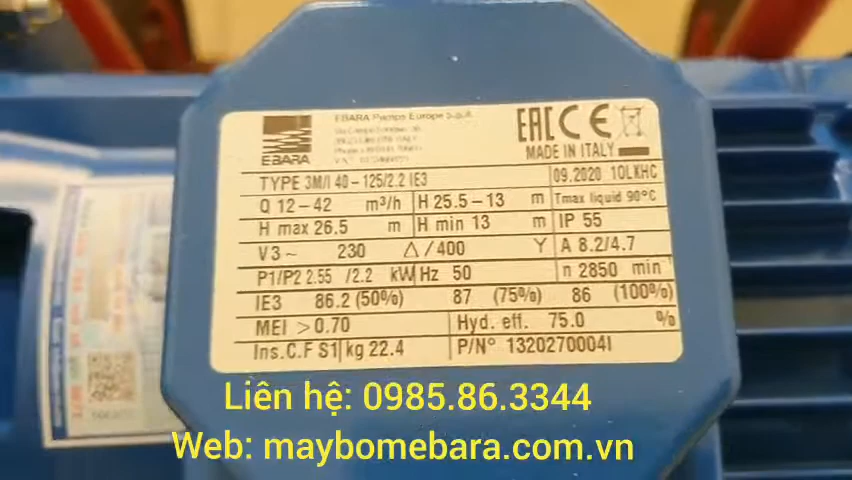 EBARA
EBARA Pumps Europe S.p.A.
EAC CE
MADE IN ITALY
TYPE 3M/I 40-125/2.2 IE3 09.2020 10LKHC
Q 12-42 m³/h H 25.5-13 m Tmax liquid 90°C
H max 26.5 m H min 13 m IP 55
V3~ 230 Δ/400 Y A 8.2/4.7
P1/P2 2.55 /2.2 kW Hz 50 n 2850 min⁻¹
IE3 86.2 (50%) 87 (75%) 86 (100%)
MEI >0.70 Hyd. eff. 75.0 %
Ins.C.F S1 kg 22.4 P/N° 1320270004I
Liên hệ: 0985.86.3344
Web: maybomebara.com.vn